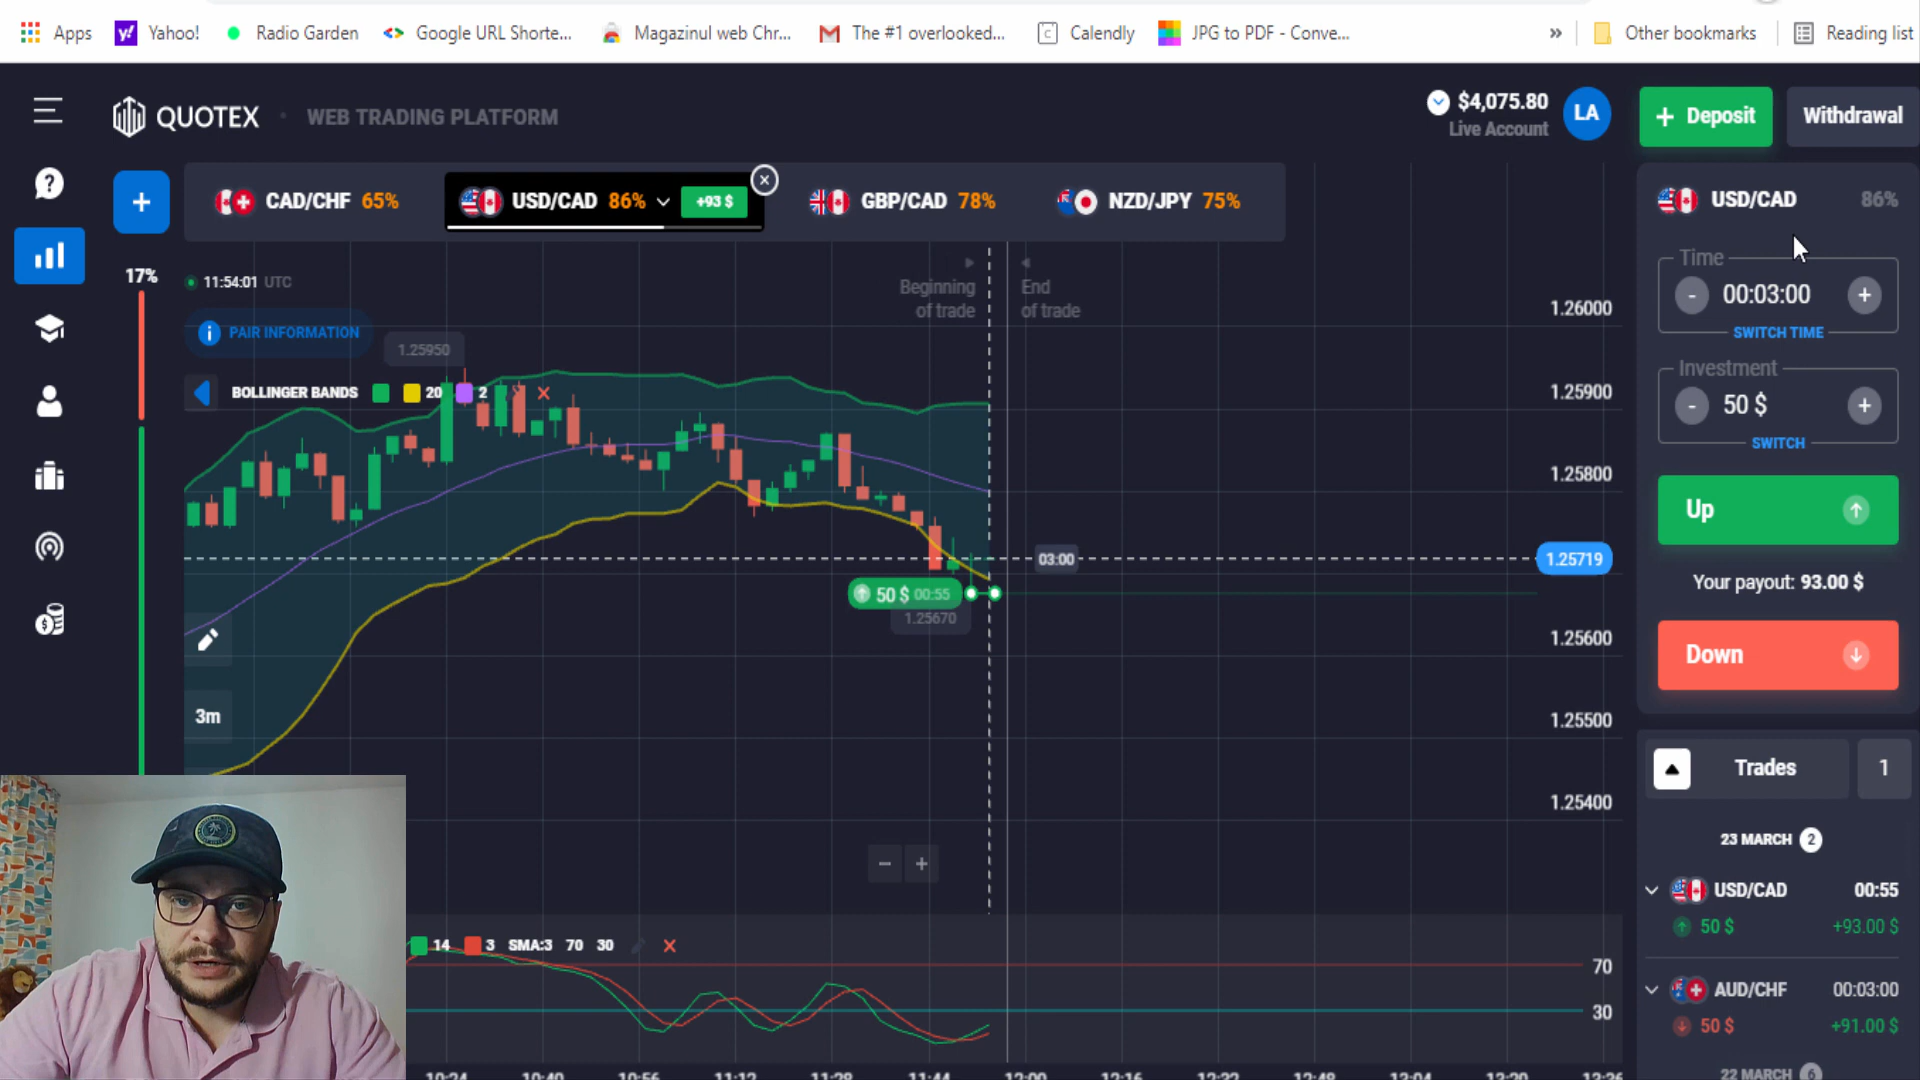 Apps Yahoo! Radio Garden Google URL Shorte... Magazinul web Chr... The #1 overlooked... Calendly JPG to PDF - Conve... » Other bookmarks Reading list
QUOTEX · WEB TRADING PLATFORM
$4,075.80
Live Account
LA
+ Deposit
Withdrawal
+
CAD/CHF 65%
USD/CAD 86% +93 $
GBP/CAD 78%
NZD/JPY 75%
17%
11:54:01 UTC
PAIR INFORMATION
1.25950
BOLLINGER BANDS 20 2
Beginning
of trade
End
of trade
1.26000
1.25900
1.25800
03:00
1.25719
50 $ 00:55
1.25670
1.25600
1.25500
1.25400
3m
14 3 SMA:3 70 30
70
30
10:24 10:40 10:56 11:12 11:28 11:44 12:00 12:16 12:32 12:48 13:04 13:20 13:36
USD/CAD 86%
Time
- 00:03:00 +
SWITCH TIME
Investment
- 50 $ +
SWITCH
Up
Your payout: 93.00 $
Down
Trades 1
23 MARCH 2
USD/CAD 00:55
50 $ +93.00 $
AUD/CHF 00:03:00
50 $ +91.00 $
22 MARCH 6